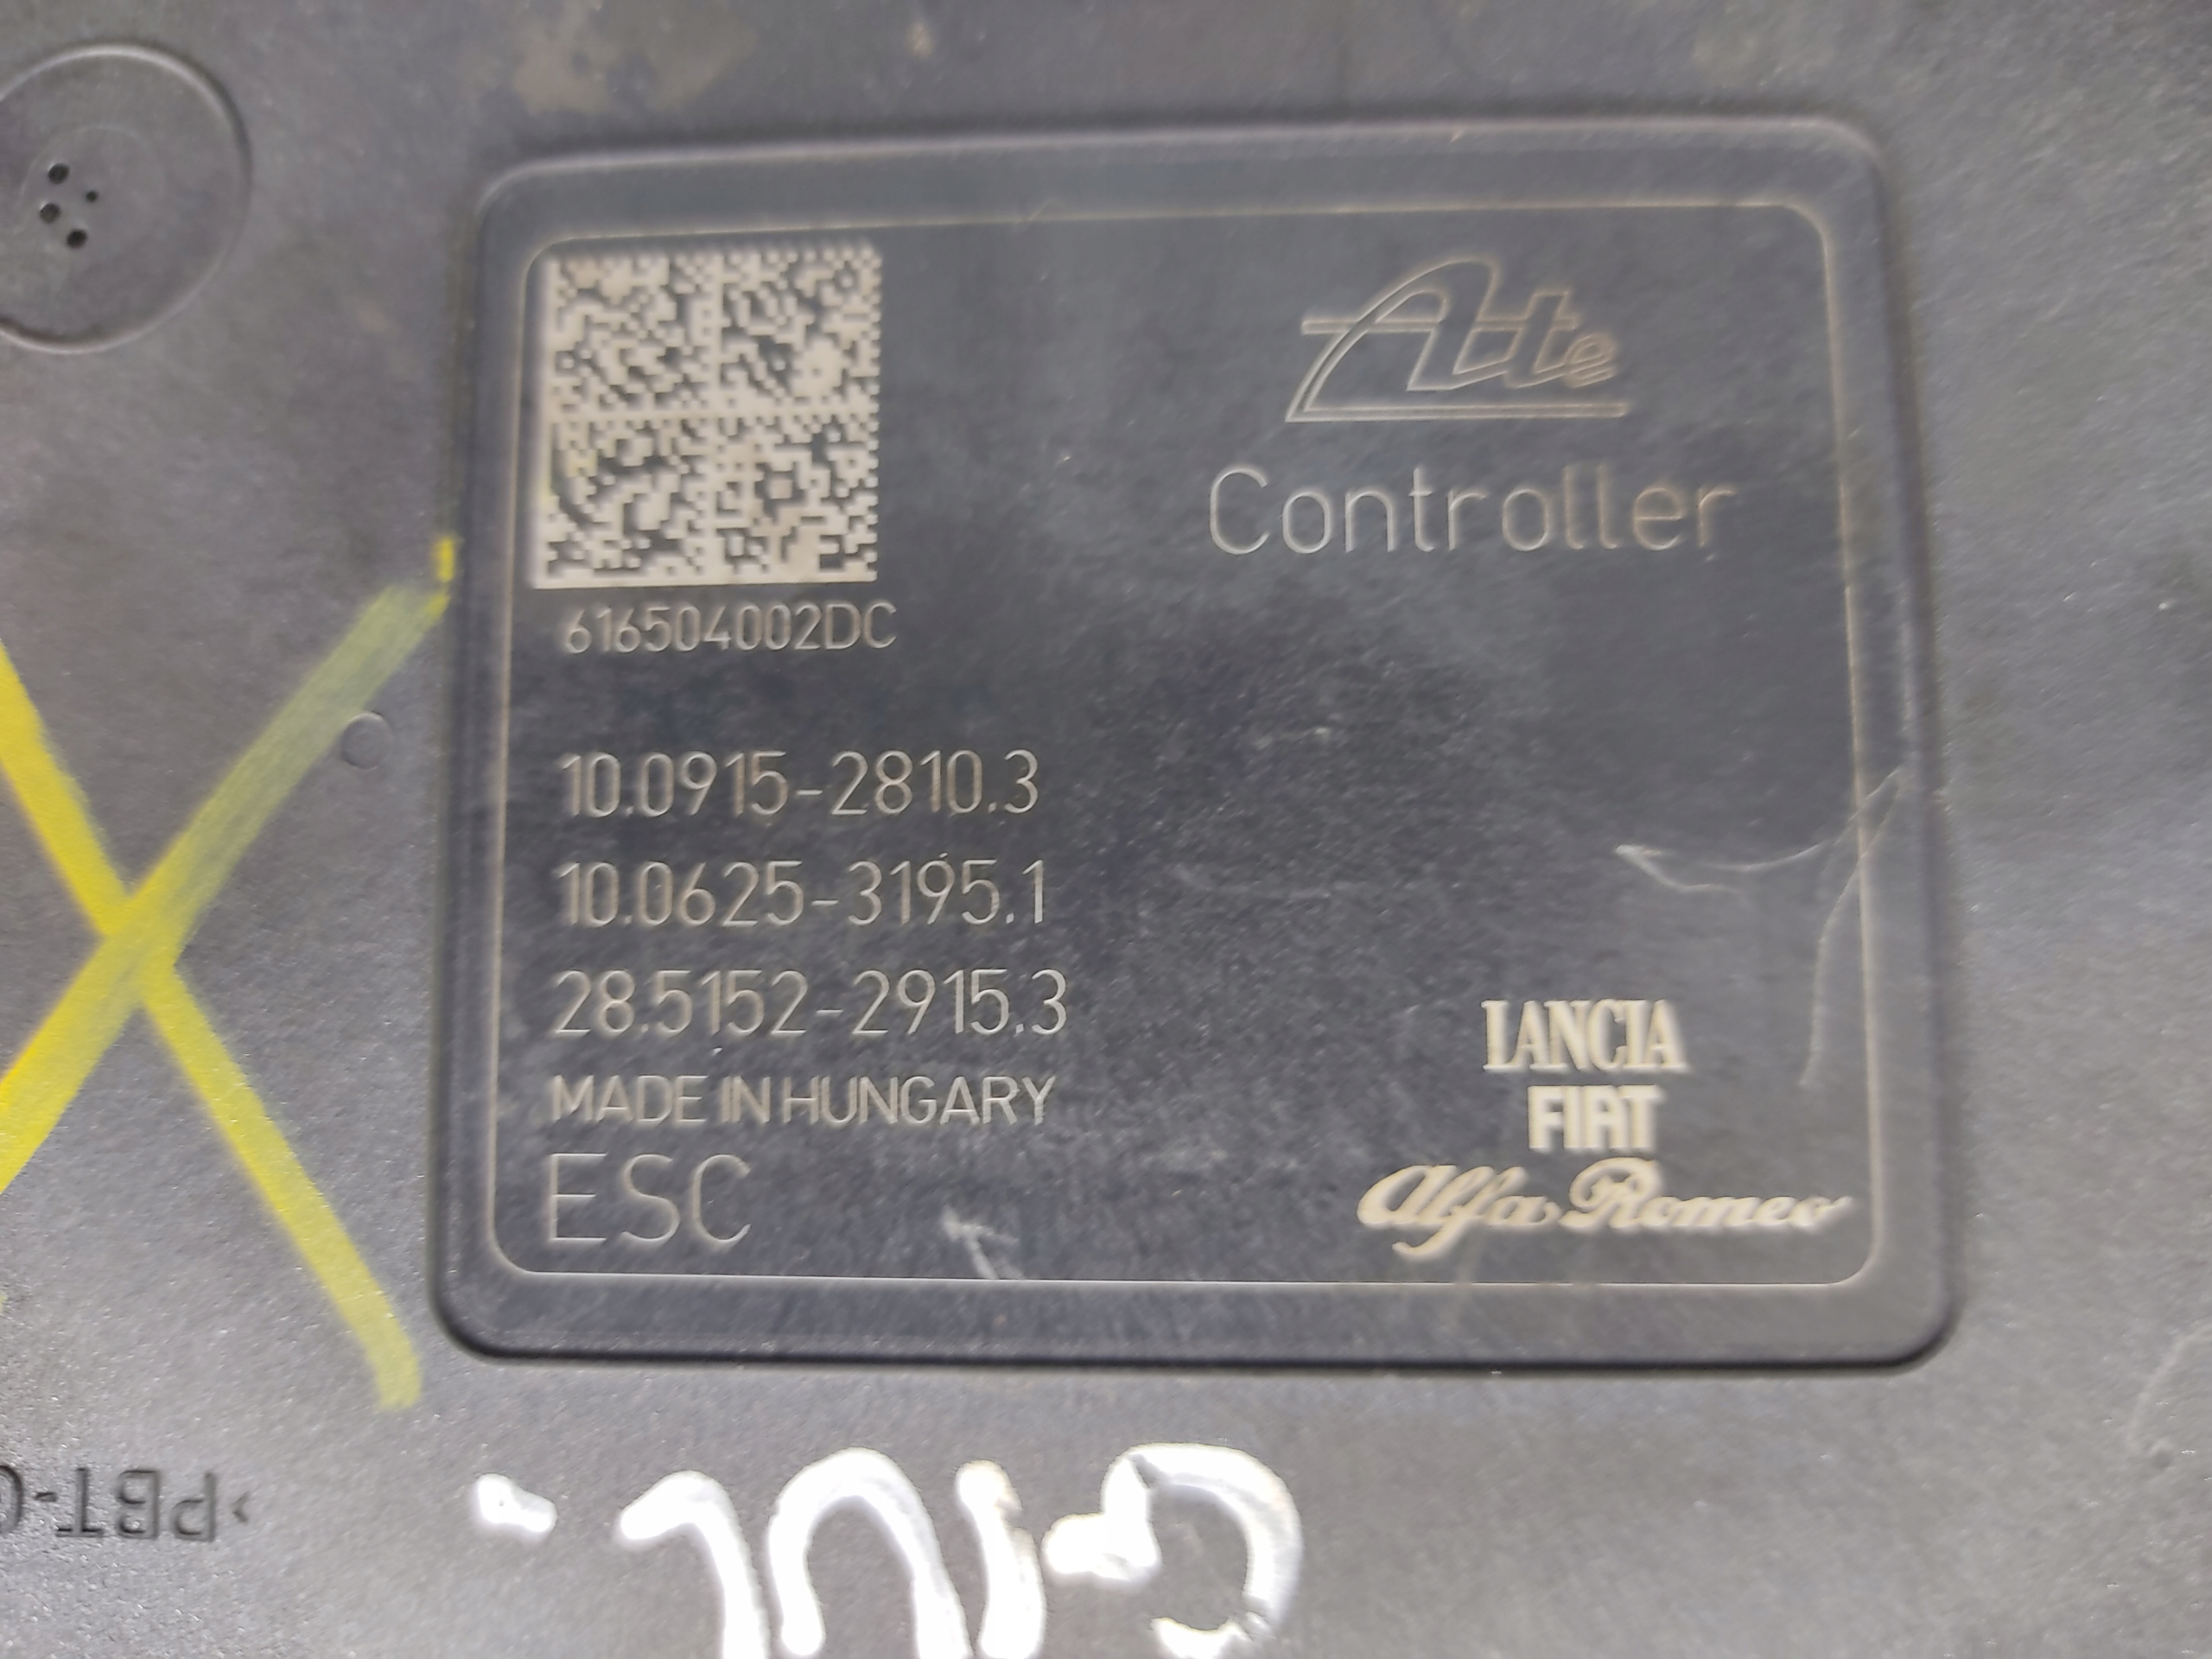 Ate
Controller
616504002DC
10.0915-2810.3
10.0625-3195.1
28.5152-2915.3
MADE IN HUNGARY
ESC
LANCIA
FIAT
Alfa Romeo
>PBT-